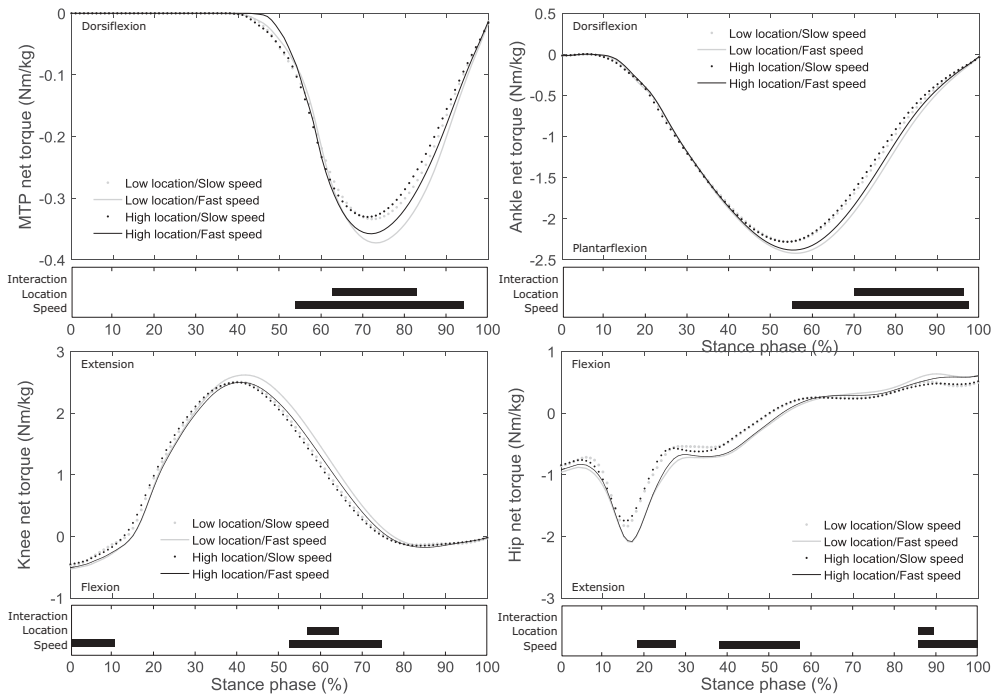 MTP net torque (Nm/kg)
0
-0.1
-0.2
-0.3
-0.4
Dorsiflexion
Low location/Slow speed
Low location/Fast speed
High location/Slow speed
High location/Fast speed
Interaction
Location
Speed
0 10 20 30 40 50 60 70 80 90 100
Ankle net torque (Nm/kg)
0.5
0
-0.5
-1
-1.5
-2
-2.5
Dorsiflexion
Low location/Slow speed
Low location/Fast speed
High location/Slow speed
High location/Fast speed
Plantarflexion
Interaction
Location
Speed
0 10 20 30 40 50 60 70 80 90 100
Stance phase (%)
Knee net torque (Nm/kg)
3
2
1
0
-1
Extension
Low location/Slow speed
Low location/Fast speed
High location/Slow speed
High location/Fast speed
Flexion
Interaction
Location
Speed
0 10 20 30 40 50 60 70 80 90 100
Stance phase (%)
Hip net torque (Nm/kg)
1
0
-1
-2
-3
Flexion
Low location/Slow speed
Low location/Fast speed
High location/Slow speed
High location/Fast speed
Extension
Interaction
Location
Speed
0 10 20 30 40 50 60 70 80 90 100
Stance phase (%)